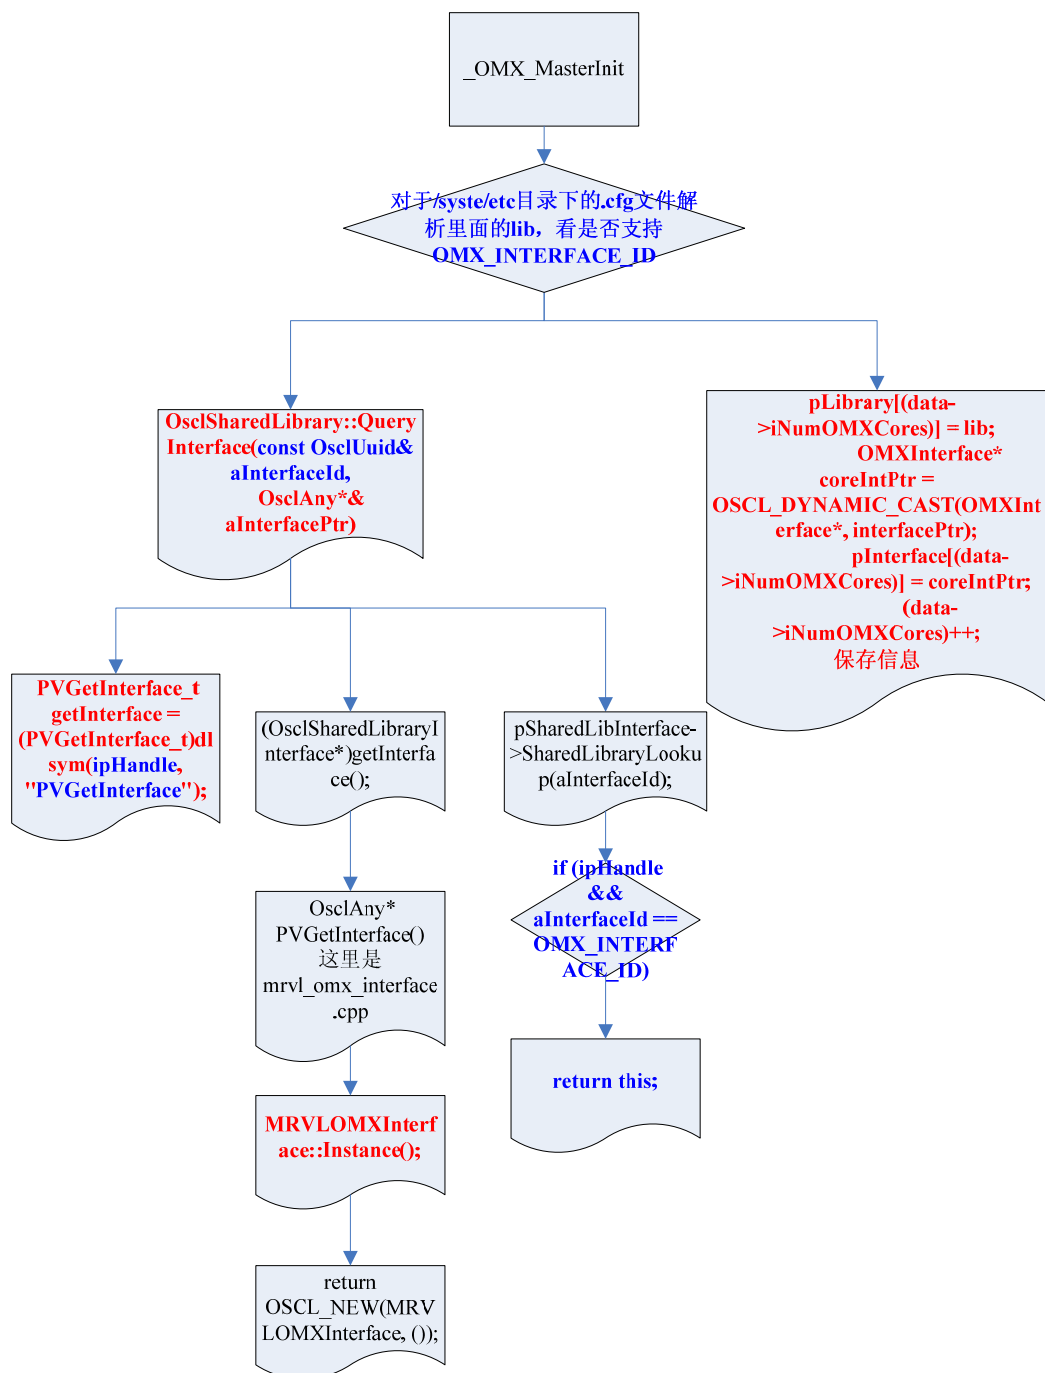 _OMX_MasterInit
对于/syste/etc目录下的.cfg文件解
析里面的lib，看是否支持
OMX_INTERFACE_ID
OsclSharedLibrary::Query
Interface(const OsclUuid&
aInterfaceId,
OsclAny*&
aInterfacePtr)
pLibrary[(data-
>iNumOMXCores)] = lib;
OMXInterface*
coreIntPtr =
OSCL_DYNAMIC_CAST(OMXInt
erface*, interfacePtr);
pInterface[(data-
>iNumOMXCores)] = coreIntPtr;
(data-
>iNumOMXCores)++;
保存信息
PVGetInterface_t
getInterface =
(PVGetInterface_t)dl
sym(ipHandle,
"PVGetInterface");
(OsclSharedLibraryI
nterface*)getInterfa
ce();
pSharedLibInterface-
>SharedLibraryLooku
p(aInterfaceId);
OsclAny*
PVGetInterface()
这里是
mrvl_omx_interface
.cpp
if (ipHandle
&&
aInterfaceId ==
OMX_INTERF
ACE_ID)
return this;
MRVLOMXInterf
ace::Instance();
return
OSCL_NEW(MRV
LOMXInterface, ());